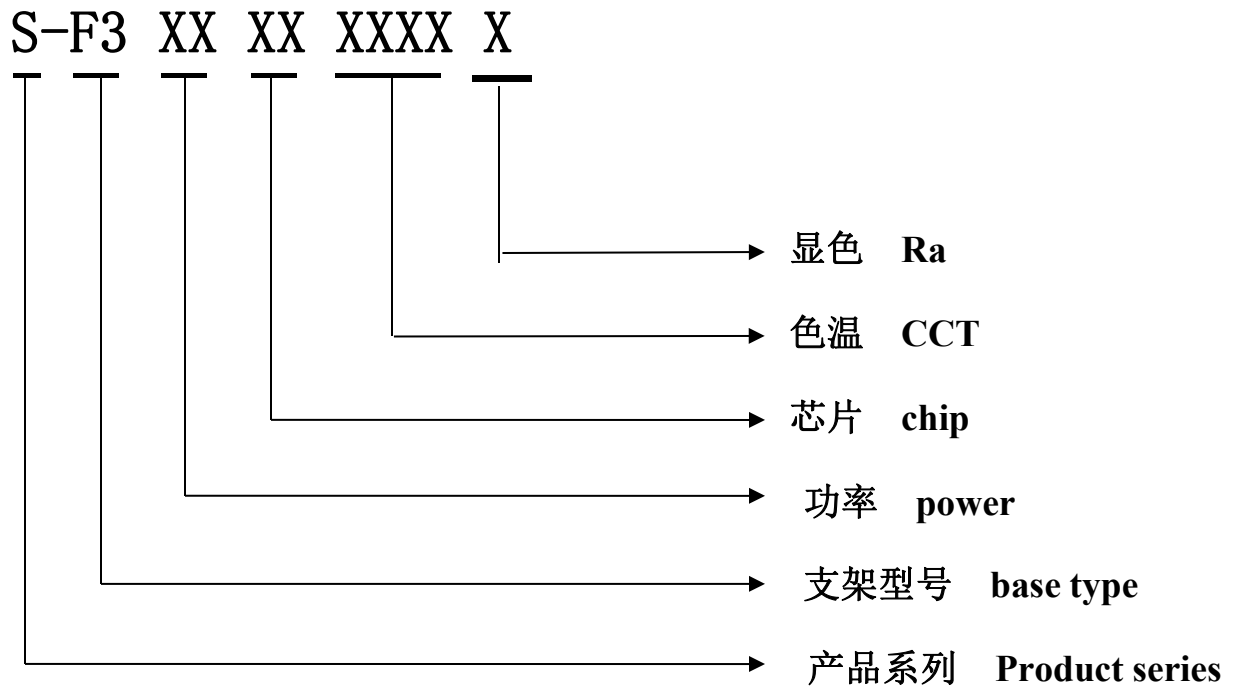 S-F3 XX XX XXXX X
显色 Ra
色温 CCT
芯片 chip
功率 power
支架型号 base type
产品系列 Product series